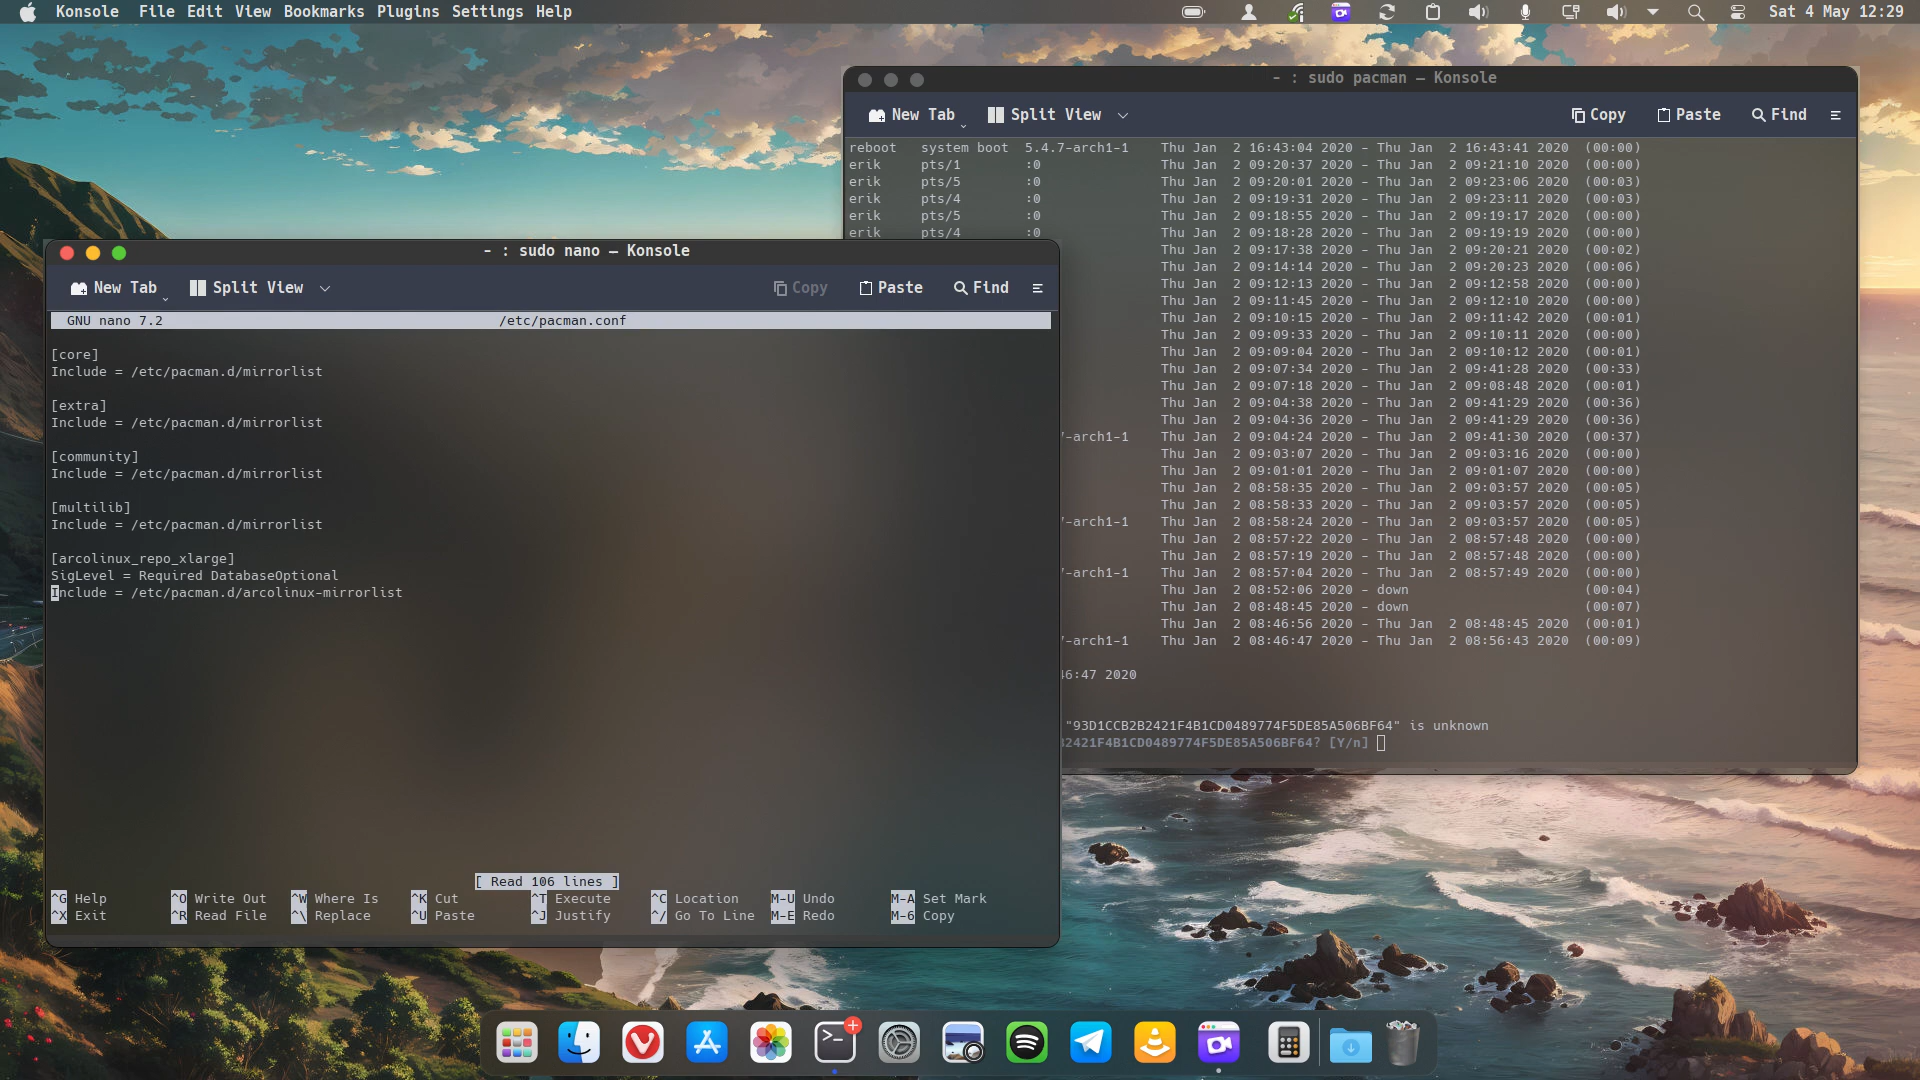 Konsole File Edit View Bookmarks Plugins Settings Help
Sat 4 May 12:29
~ : sudo pacman — Konsole
New Tab Split View Copy Paste Find
reboot system boot 5.4.7-arch1-1 Thu Jan 2 16:43:04 2020 - Thu Jan 2 16:43:41 2020 (00:00)
erik pts/1 :0 Thu Jan 2 09:20:37 2020 - Thu Jan 2 09:21:10 2020 (00:00)
erik pts/5 :0 Thu Jan 2 09:20:01 2020 - Thu Jan 2 09:23:06 2020 (00:03)
erik pts/4 :0 Thu Jan 2 09:19:31 2020 - Thu Jan 2 09:23:11 2020 (00:03)
erik pts/5 :0 Thu Jan 2 09:18:55 2020 - Thu Jan 2 09:19:17 2020 (00:00)
erik pts/4 :0 Thu Jan 2 09:18:28 2020 - Thu Jan 2 09:19:19 2020 (00:00)
Thu Jan 2 09:17:38 2020 - Thu Jan 2 09:20:21 2020 (00:02)
Thu Jan 2 09:14:14 2020 - Thu Jan 2 09:20:23 2020 (00:06)
Thu Jan 2 09:12:13 2020 - Thu Jan 2 09:12:58 2020 (00:00)
Thu Jan 2 09:11:45 2020 - Thu Jan 2 09:12:10 2020 (00:00)
Thu Jan 2 09:10:15 2020 - Thu Jan 2 09:11:42 2020 (00:01)
Thu Jan 2 09:09:33 2020 - Thu Jan 2 09:10:11 2020 (00:00)
Thu Jan 2 09:09:04 2020 - Thu Jan 2 09:10:12 2020 (00:01)
Thu Jan 2 09:07:34 2020 - Thu Jan 2 09:41:28 2020 (00:33)
Thu Jan 2 09:07:18 2020 - Thu Jan 2 09:08:48 2020 (00:01)
Thu Jan 2 09:04:38 2020 - Thu Jan 2 09:41:29 2020 (00:36)
Thu Jan 2 09:04:36 2020 - Thu Jan 2 09:41:29 2020 (00:36)
-arch1-1 Thu Jan 2 09:04:24 2020 - Thu Jan 2 09:41:30 2020 (00:37)
Thu Jan 2 09:03:07 2020 - Thu Jan 2 09:03:16 2020 (00:00)
Thu Jan 2 09:01:01 2020 - Thu Jan 2 09:01:07 2020 (00:00)
Thu Jan 2 08:58:35 2020 - Thu Jan 2 09:03:57 2020 (00:05)
Thu Jan 2 08:58:33 2020 - Thu Jan 2 09:03:57 2020 (00:05)
-arch1-1 Thu Jan 2 08:58:24 2020 - Thu Jan 2 09:03:57 2020 (00:05)
Thu Jan 2 08:57:22 2020 - Thu Jan 2 08:57:48 2020 (00:00)
Thu Jan 2 08:57:19 2020 - Thu Jan 2 08:57:48 2020 (00:00)
-arch1-1 Thu Jan 2 08:57:04 2020 - Thu Jan 2 08:57:49 2020 (00:00)
Thu Jan 2 08:52:06 2020 - down (00:04)
Thu Jan 2 08:48:45 2020 - down (00:07)
Thu Jan 2 08:46:56 2020 - Thu Jan 2 08:48:45 2020 (00:01)
-arch1-1 Thu Jan 2 08:46:47 2020 - Thu Jan 2 08:56:43 2020 (00:09)
6:47 2020
"93D1CCB2B2421F4B1CD0489774F5DE85A506BF64" is unknown
2421F4B1CD0489774F5DE85A506BF64? [Y/n]
~ : sudo nano — Konsole
New Tab Split View Copy Paste Find
GNU nano 7.2 /etc/pacman.conf
[core]
Include = /etc/pacman.d/mirrorlist
[extra]
Include = /etc/pacman.d/mirrorlist
[community]
Include = /etc/pacman.d/mirrorlist
[multilib]
Include = /etc/pacman.d/mirrorlist
[arcolinux_repo_xlarge]
SigLevel = Required DatabaseOptional
Include = /etc/pacman.d/arcolinux-mirrorlist
[ Read 106 lines ]
^G Help ^O Write Out ^W Where Is ^K Cut ^T Execute ^C Location M-U Undo M-A Set Mark
^X Exit ^R Read File ^\ Replace ^U Paste ^J Justify ^/ Go To Line M-E Redo M-6 Copy